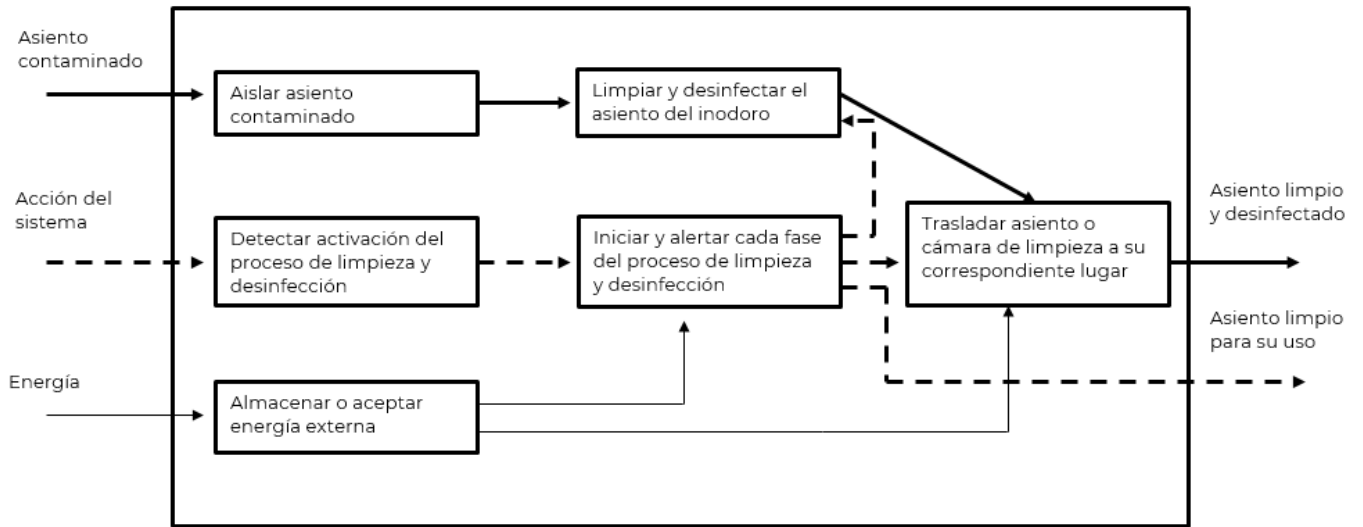 Asiento
contaminado
Aislar asiento
contaminado
Limpiar y desinfectar el
asiento del inodoro
Acción del
sistema
Detectar activación del
proceso de limpieza y
desinfección
Iniciar y alertar cada fase
del proceso de limpieza
y desinfección
Trasladar asiento o
cámara de limpieza a su
correspondiente lugar
Asiento limpio
y desinfectado
Asiento limpio
para su uso
Energía
Almacenar o aceptar
energía externa